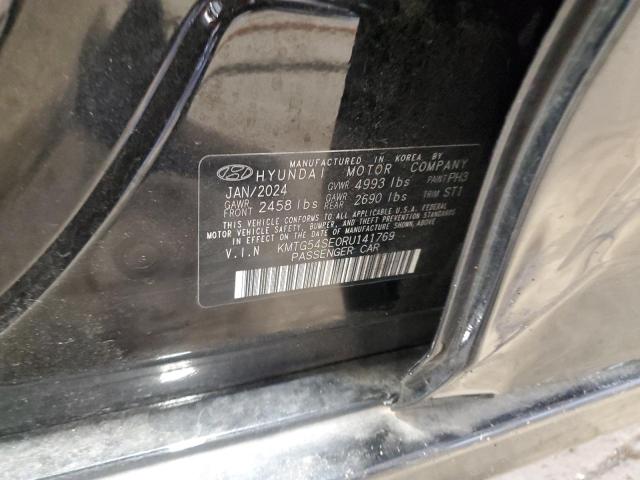 MANUFACTURED IN KOREA BY
HYUNDAI MOTOR COMPANY
JAN/2024 GVWR 4993 lbs PAINT PH3
GAWR FRONT 2458 lbs GAWR REAR 2690 lbs TRIM ST1
THIS VEHICLE CONFORMS TO ALL APPLICABLE U.S.A. FEDERAL
MOTOR VEHICLE SAFETY, BUMPER, AND THEFT PREVENTION STANDARDS
IN EFFECT ON THE DATE OF MANUFACTURE SHOWN ABOVE.
V.I.N KMTG54SE0RU141769
PASSENGER CAR